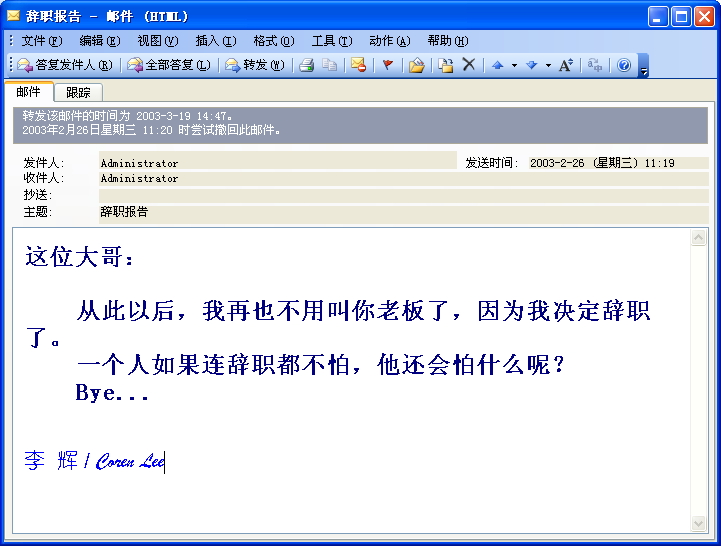 辞职报告 - 邮件 (HTML)
文件(F) 编辑(E) 视图(V) 插入(I) 格式(O) 工具(T) 动作(A) 帮助(H)
答复发件人(R) 全部答复(L) 转发(W)
邮件 跟踪
转发该邮件的时间为 2003-3-19 14:47。
2003年2月26日星期三 11:20 时尝试撤回此邮件。
发件人: Administrator 发送时间: 2003-2-26 (星期三) 11:19
收件人: Administrator
抄送:
主题: 辞职报告
这位大哥：
从此以后，我再也不用叫你老板了，因为我决定辞职
了。
一个人如果连辞职都不怕，他还会怕什么呢？
Bye...
李 辉 / Coren Lee